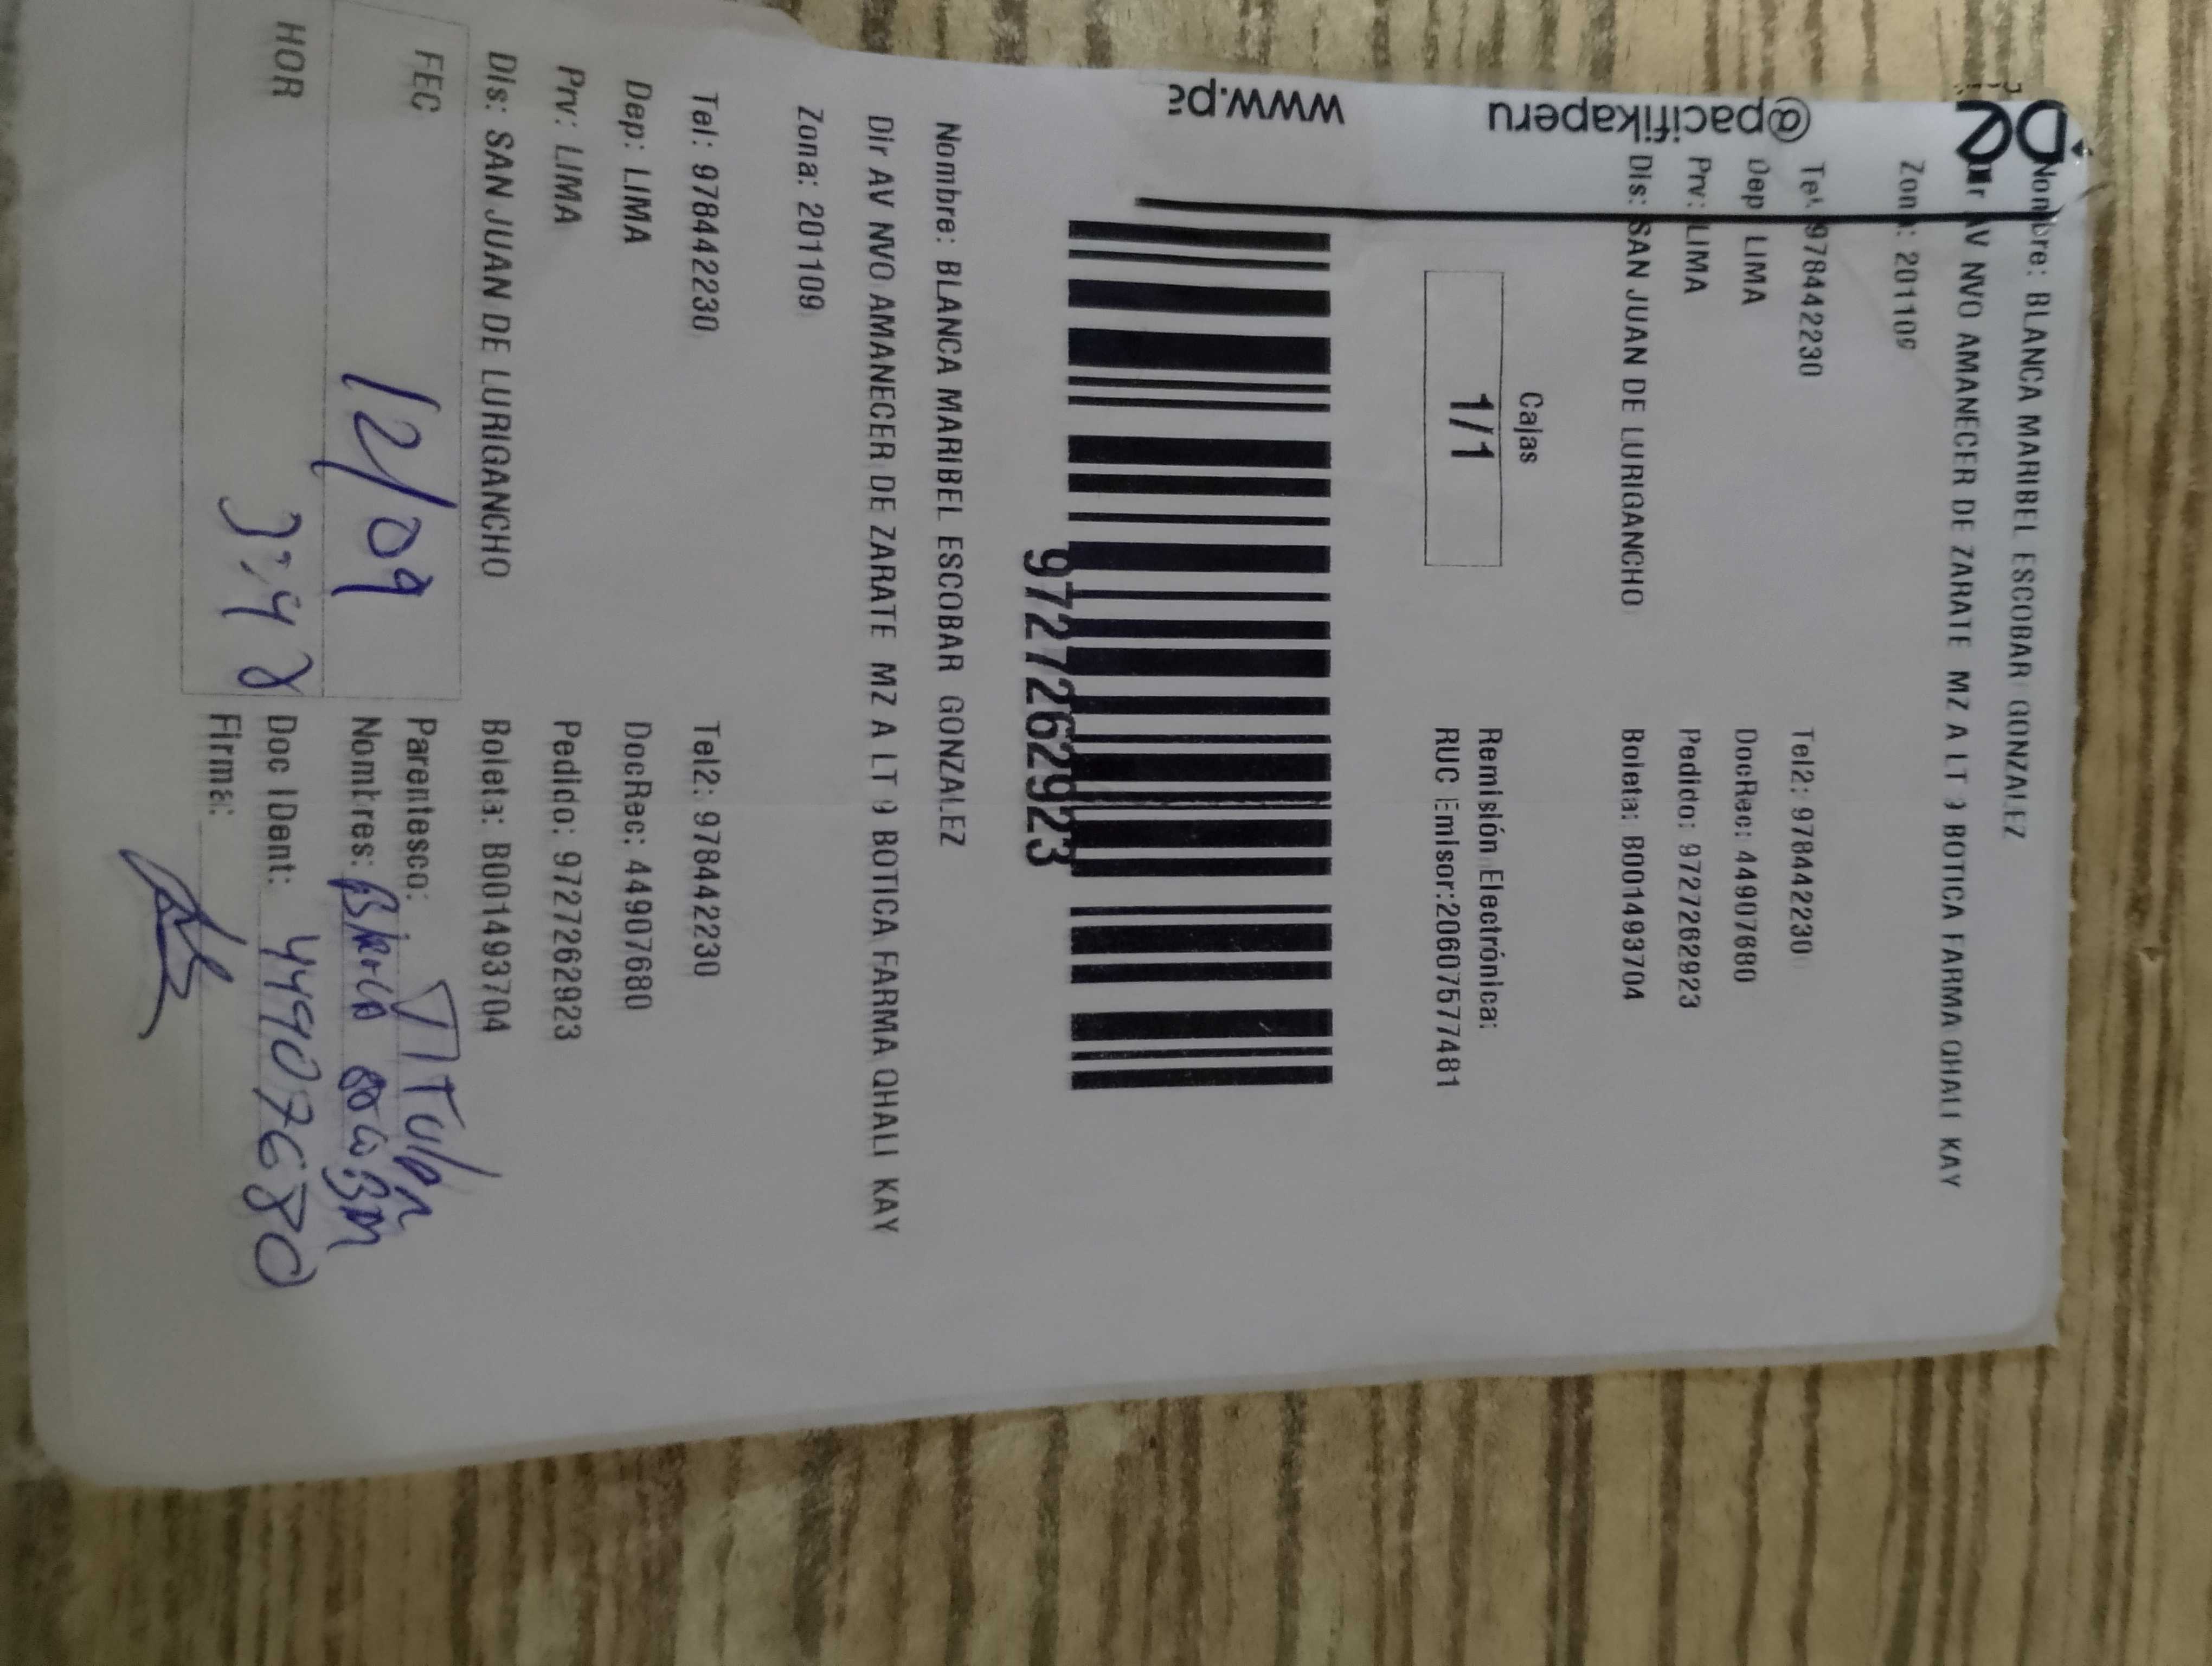 Nombre: BLANCA MARIBEL ESCOBAR GONZALEZ
AV NVO AMANECER DE ZARATE MZ A LT 9 BOTICA FARMA QHALI KAY
Zona: 201109
Tel: 978442230 Tel2: 978442230
Dep LIMA DocRec: 44907680
Prv: LIMA Pedido: 9727262923
Dis: SAN JUAN DE LURIGANCHO Boleta: B001493704
@pacifikaperu
Cajas
1/1
Remisión Electrónica:
RUC Emisor:20607577481
9727262923
Nombre: BLANCA MARIBEL ESCOBAR GONZALEZ
Dir AV NVO AMANECER DE ZARATE MZ A LT 9 BOTICA FARMA QHALI KAY
Zona: 201109
Tel: 978442230 Tel2: 978442230
Dep: LIMA DocRec: 44907680
Prv: LIMA Pedido: 9727262923
Dis: SAN JUAN DE LURIGANCHO Boleta: B001493704
FEC 12/09 Parentesco: Titular
Nombres: Blanca Escobar
HOR 3:42 Doc IDent: 44907680
Firma: